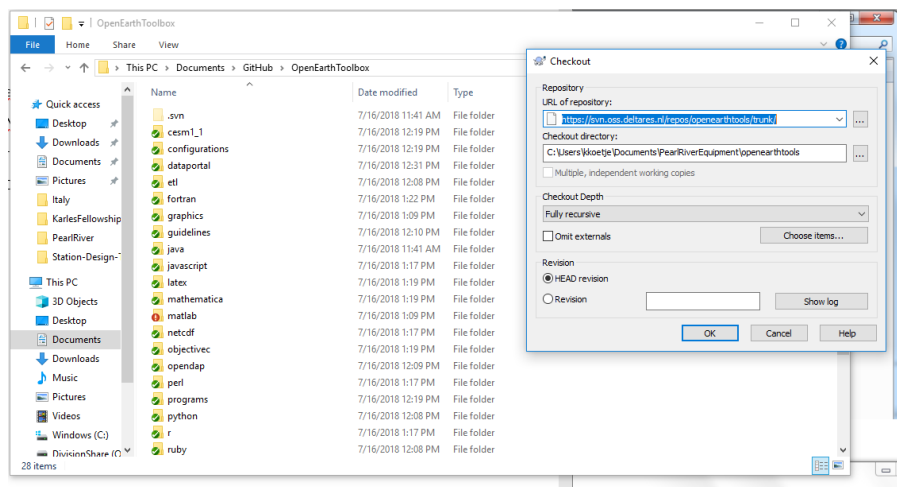 OpenEarthToolbox
File Home Share View
This PC > Documents > GitHub > OpenEarthToolbox
Quick access
Desktop
Downloads
Documents
Pictures
Italy
KarlesFellowship
PearlRiver
Station-Design-
This PC
3D Objects
Desktop
Documents
Downloads
Music
Pictures
Videos
Windows (C:)
DivisionShare (O
Name Date modified Type
.svn 7/16/2018 11:41 AM File folder
cesm1_1 7/16/2018 12:19 PM File folder
configurations 7/16/2018 12:19 PM File folder
dataportal 7/16/2018 12:31 PM File folder
etl 7/16/2018 12:08 PM File folder
fortran 7/16/2018 1:22 PM File folder
graphics 7/16/2018 1:09 PM File folder
guidelines 7/16/2018 12:10 PM File folder
java 7/16/2018 11:41 AM File folder
javascript 7/16/2018 1:17 PM File folder
latex 7/16/2018 1:19 PM File folder
mathematica 7/16/2018 1:19 PM File folder
matlab 7/16/2018 1:09 PM File folder
netcdf 7/16/2018 1:17 PM File folder
objectivec 7/16/2018 1:19 PM File folder
opendap 7/16/2018 12:09 PM File folder
perl 7/16/2018 1:17 PM File folder
programs 7/16/2018 12:19 PM File folder
python 7/16/2018 12:08 PM File folder
r 7/16/2018 1:17 PM File folder
ruby 7/16/2018 12:08 PM File folder
28 items
Checkout
Repository
URL of repository:
https://svn.oss.deltares.nl/repos/openearthtools/trunk/
...
Checkout directory:
C:\Users\kkoetje\Documents\PearlRiverEquipment\openearthtools
...
Multiple, independent working copies
Checkout Depth
Fully recursive
Omit externals
Choose items...
Revision
HEAD revision
Revision
Show log
OK Cancel Help